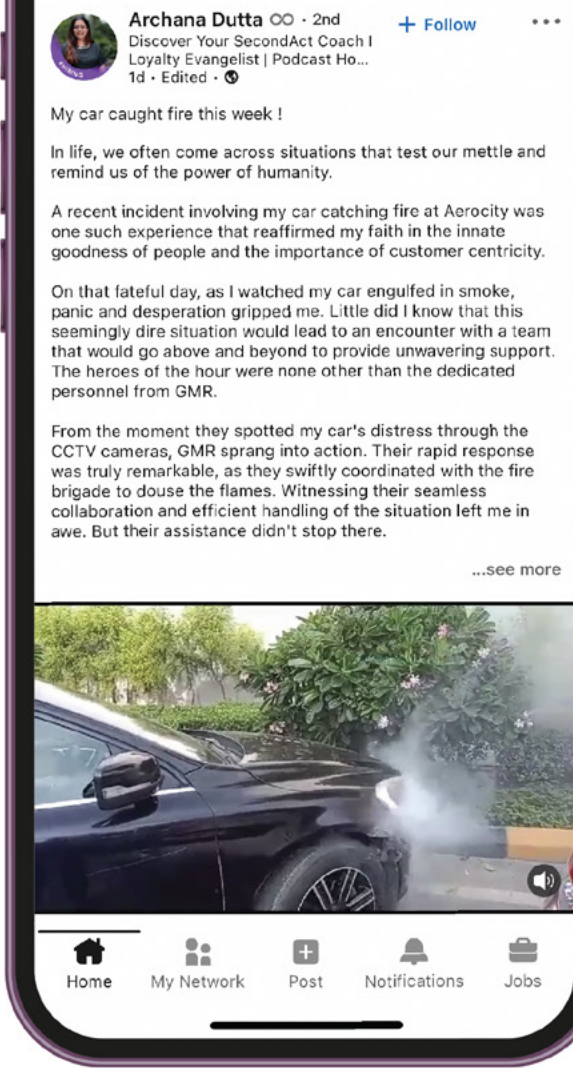 Archana Dutta · 2nd
+ Follow
Discover Your SecondAct Coach I
Loyalty Evangelist | Podcast Ho...
1d · Edited ·
My car caught fire this week !
In life, we often come across situations that test our mettle and
remind us of the power of humanity.
A recent incident involving my car catching fire at Aerocity was
one such experience that reaffirmed my faith in the innate
goodness of people and the importance of customer centricity.
On that fateful day, as I watched my car engulfed in smoke,
panic and desperation gripped me. Little did I know that this
seemingly dire situation would lead to an encounter with a team
that would go above and beyond to provide unwavering support.
The heroes of the hour were none other than the dedicated
personnel from GMR.
From the moment they spotted my car's distress through the
CCTV cameras, GMR sprang into action. Their rapid response
was truly remarkable, as they swiftly coordinated with the fire
brigade to douse the flames. Witnessing their seamless
collaboration and efficient handling of the situation left me in
awe. But their assistance didn't stop there.
...see more
Home
My Network
Post
Notifications
Jobs